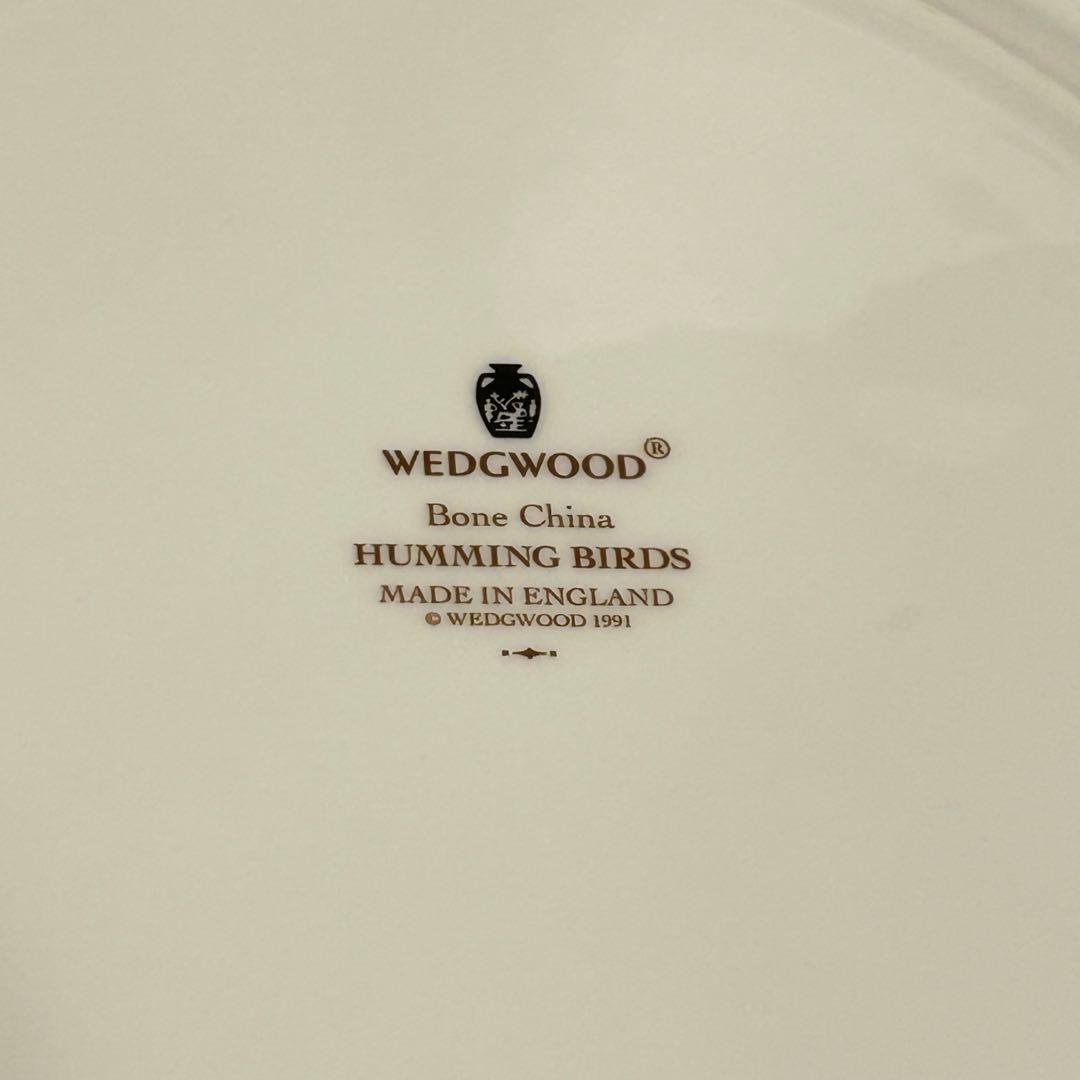 WEDGWOOD®
Bone China
HUMMING BIRDS
MADE IN ENGLAND
© WEDGWOOD 1991